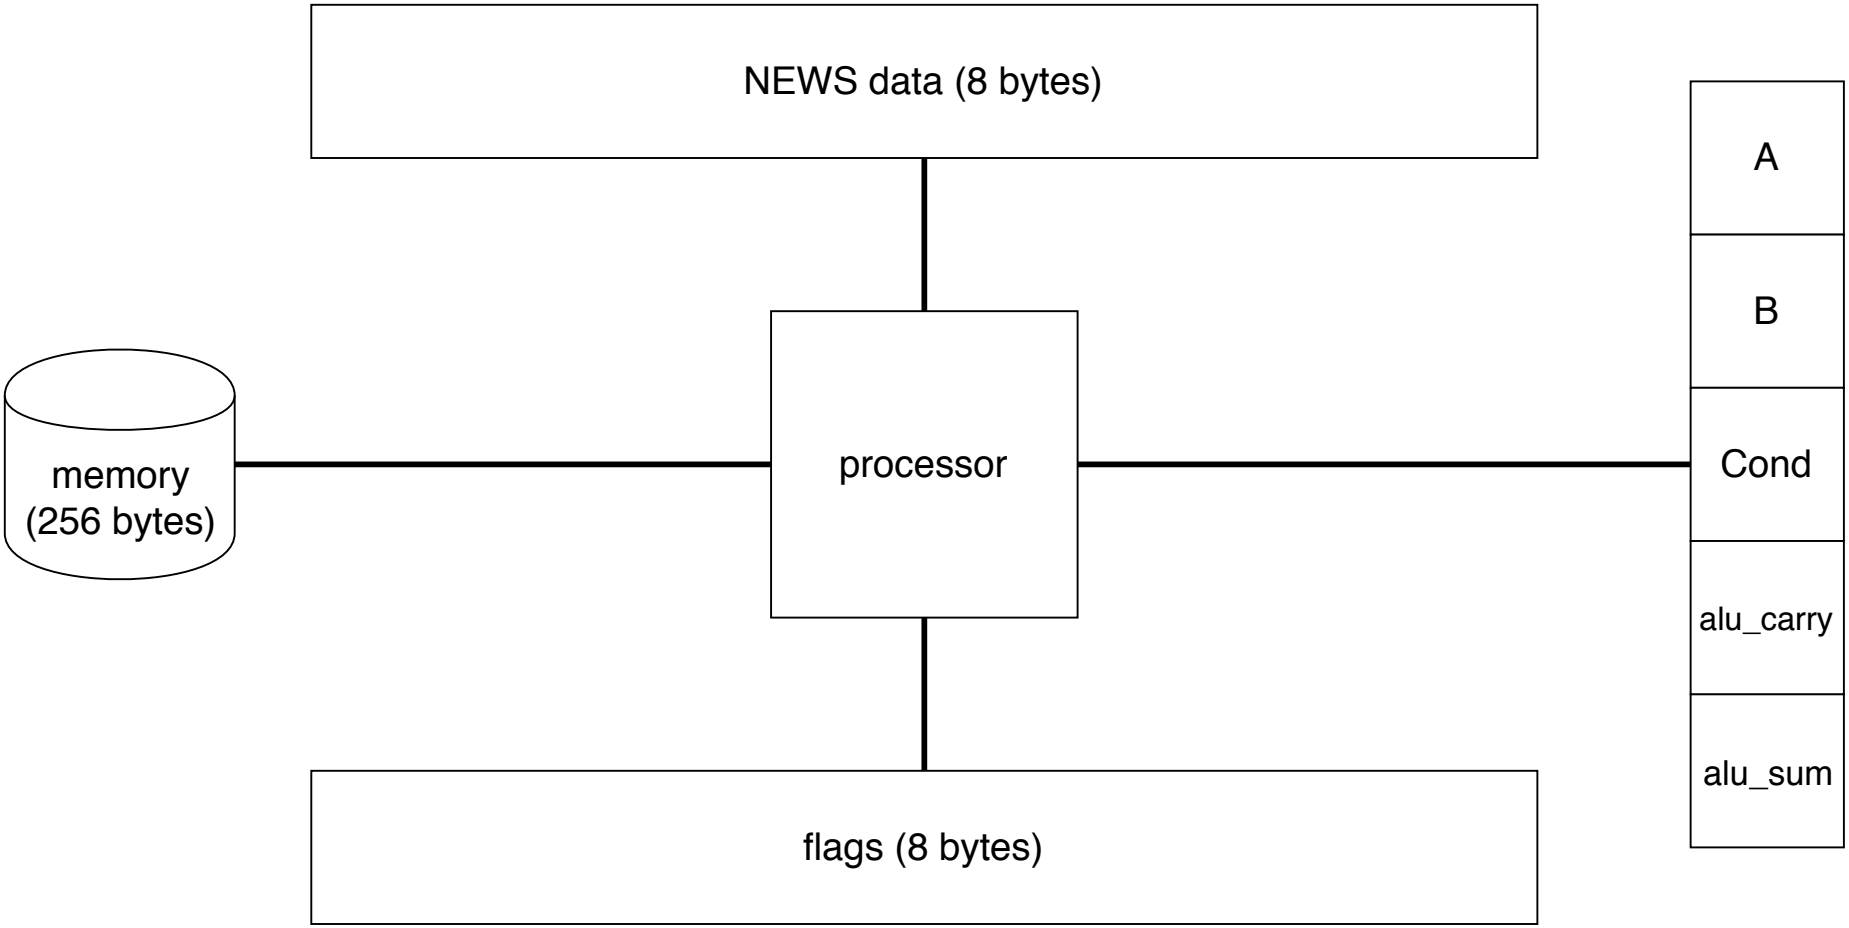 NEWS data (8 bytes)
A
B
memory
(256 bytes)
processor
Cond
alu_carry
alu_sum
flags (8 bytes)